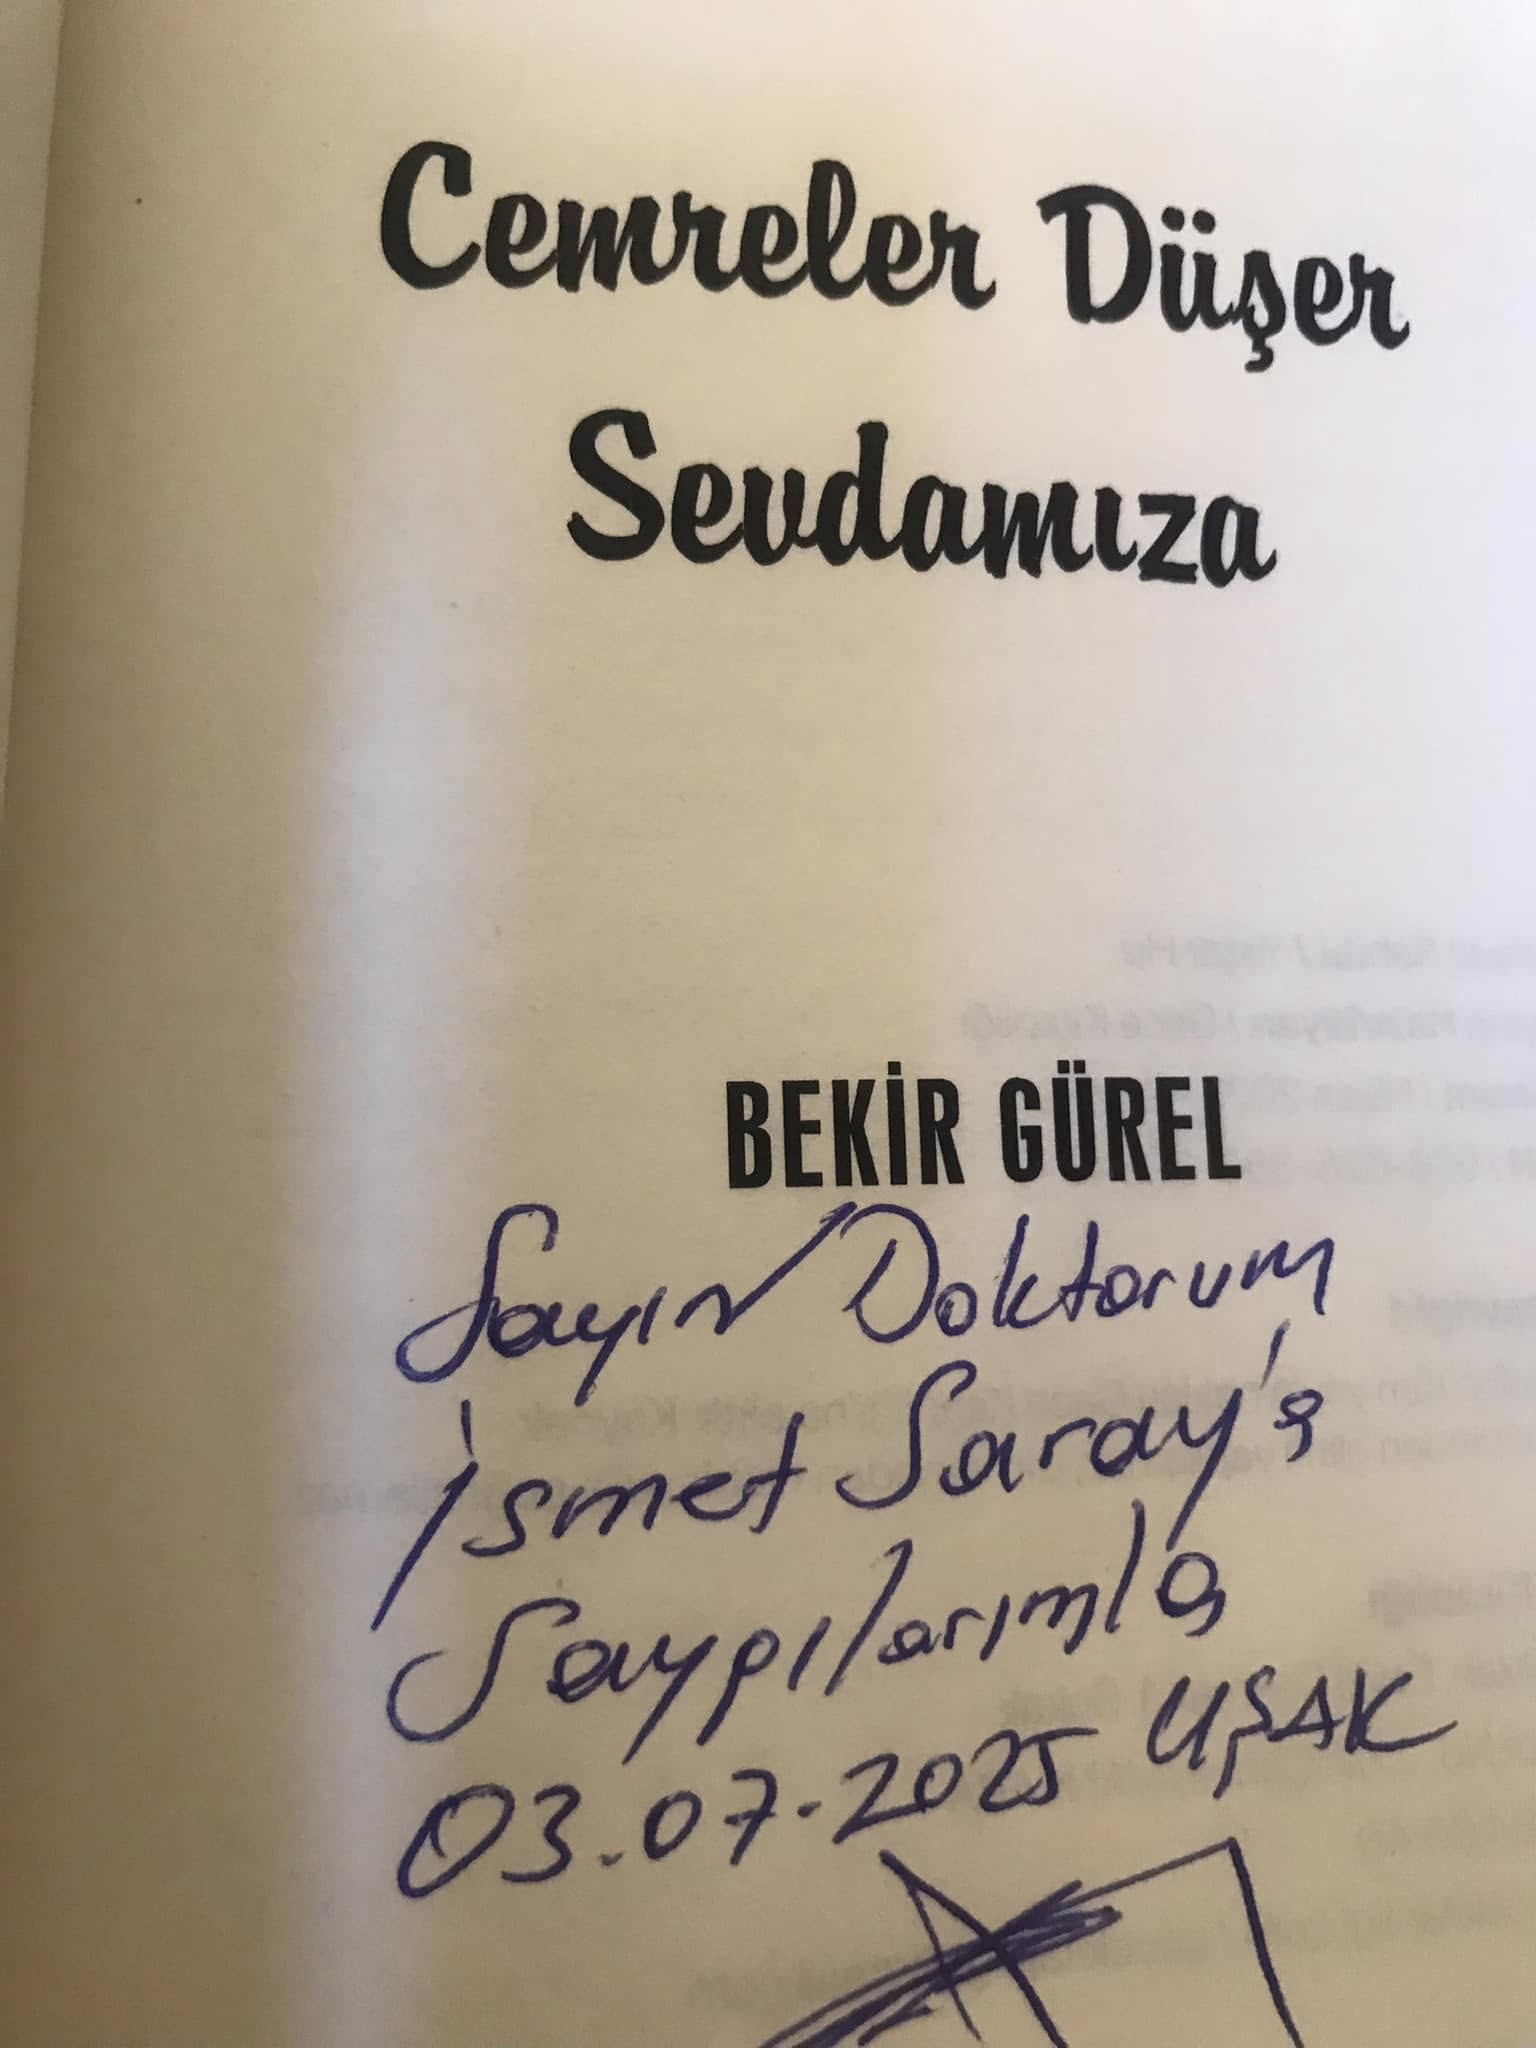 Cemreler Düşer
Sevdamıza
BEKİR GÜREL
Sayın Doktorum
İsmet Saray'a
Saygılarımla
03.07.2025 UŞAK